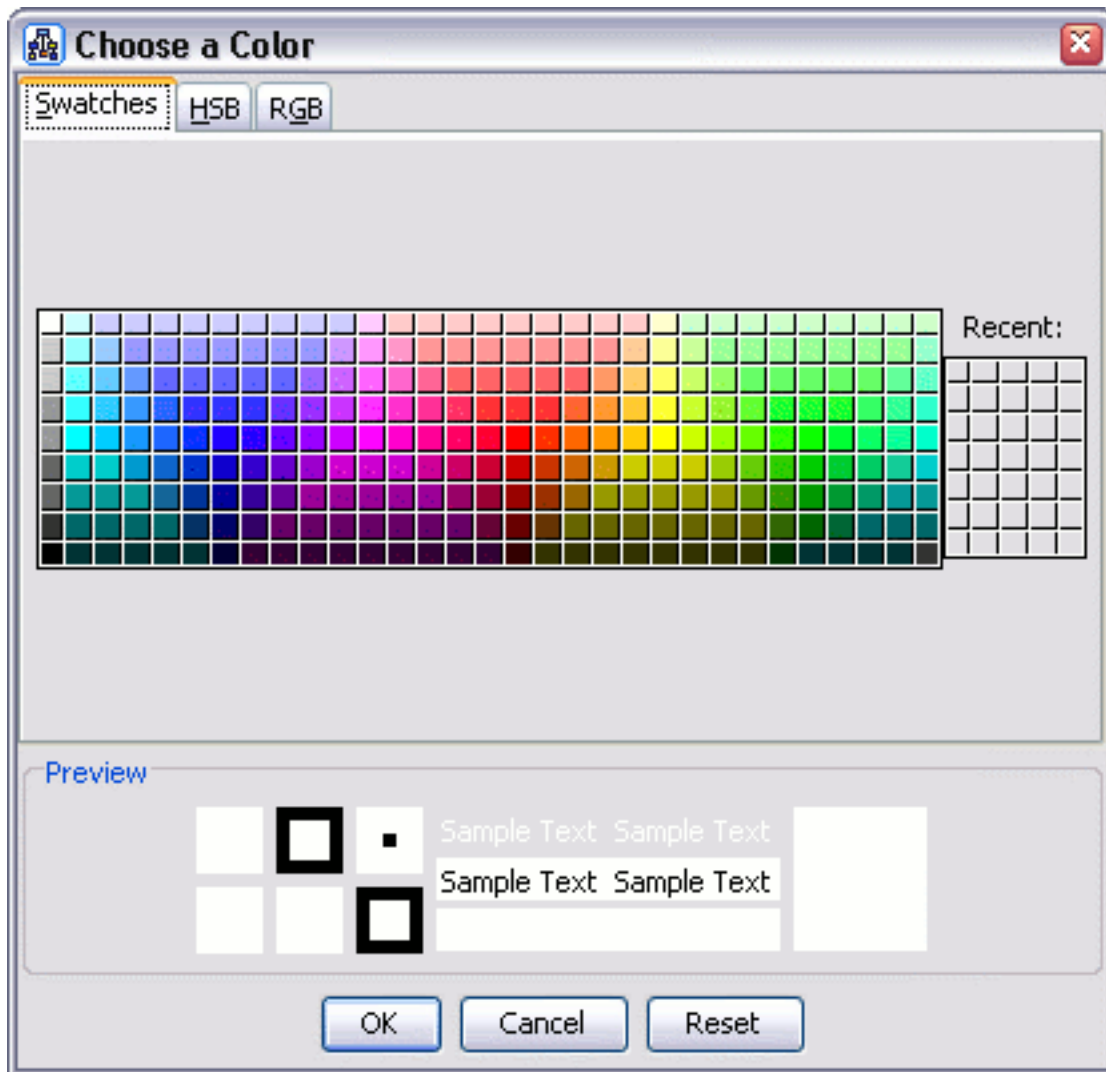 Choose a Color
Swatches HSB RGB
Recent:
Preview
Sample Text Sample Text
Sample Text Sample Text
OK Cancel Reset